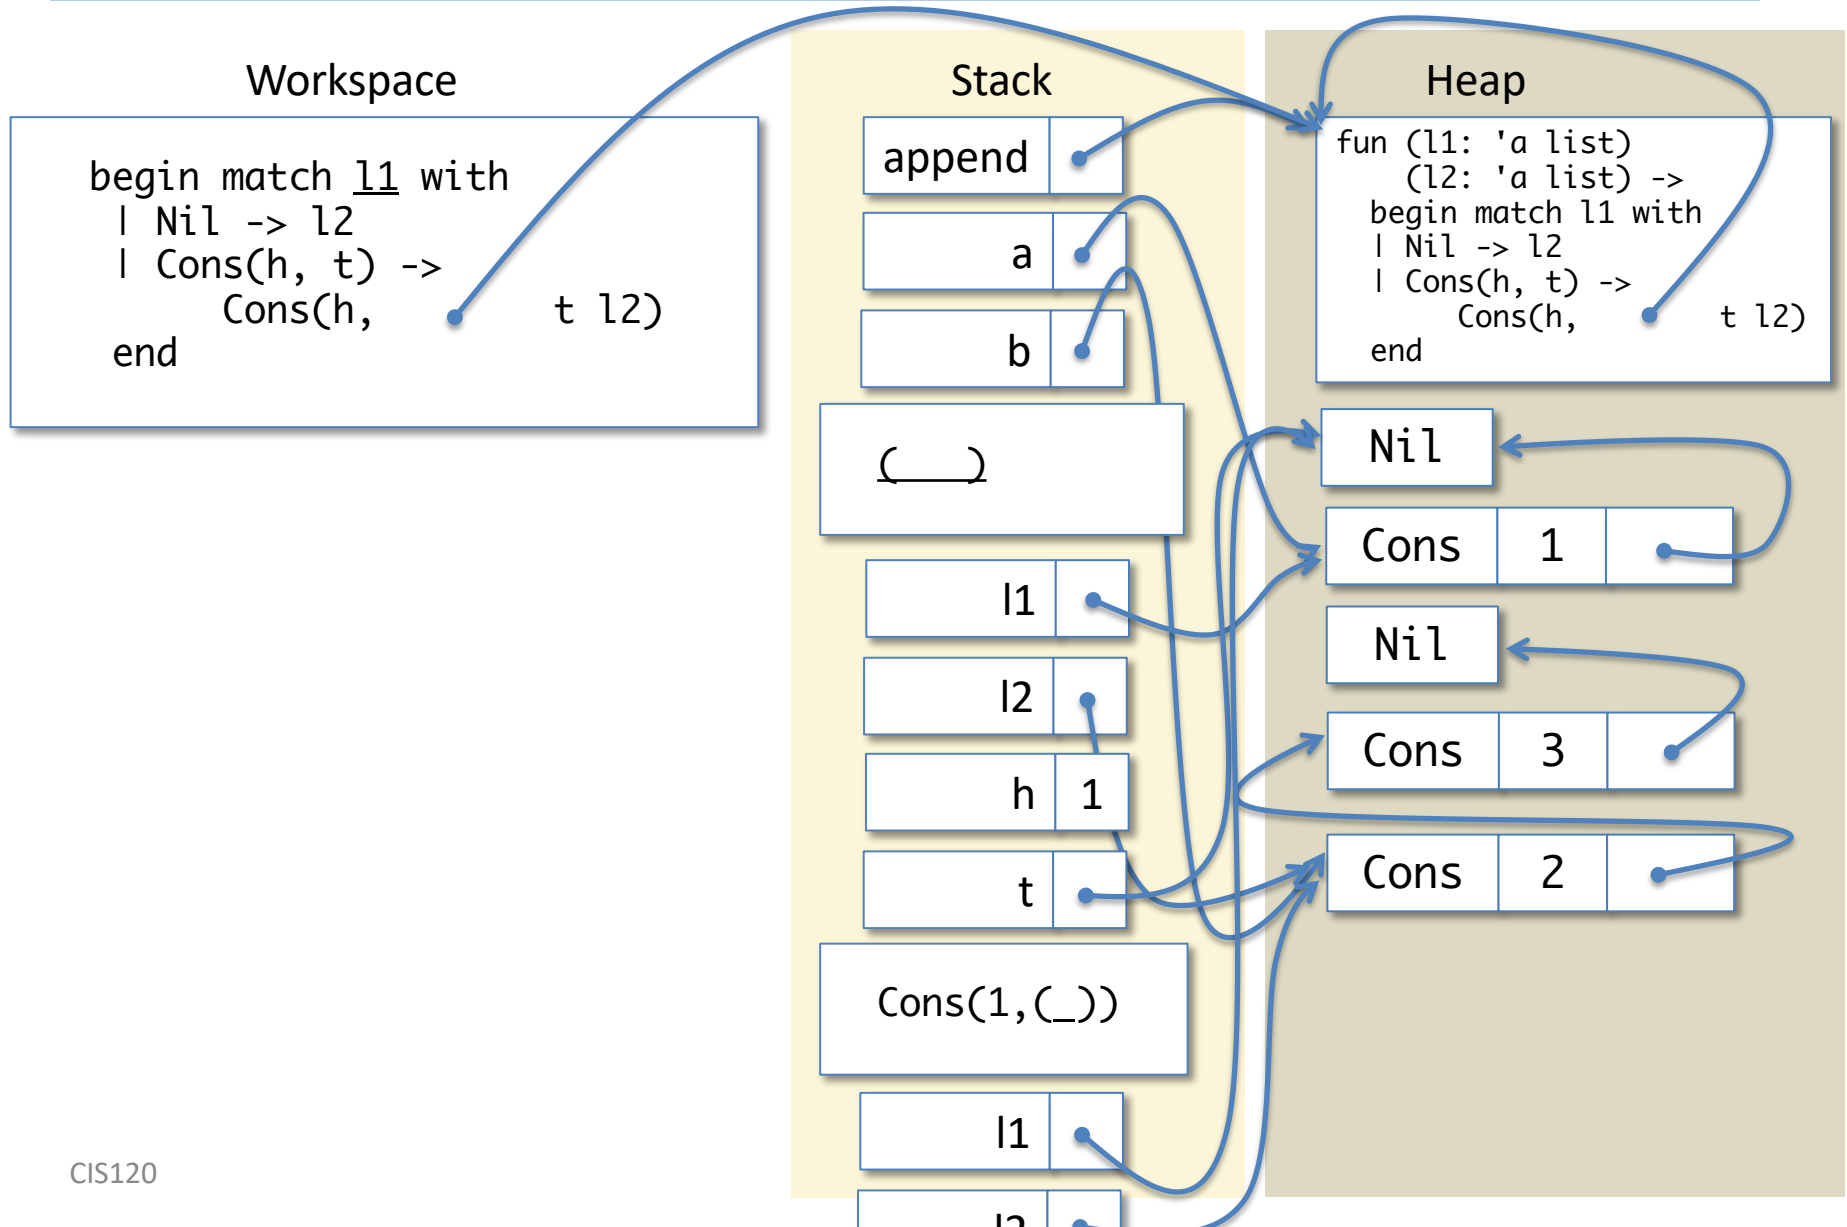 Workspace
begin match l1 with
| Nil -> l2
| Cons(h, t) ->
Cons(h, t l2)
end
Stack
append
a
b
(___)
l1
l2
h 1
t
Cons(1,(_))
l1
l2
Heap
fun (l1: 'a list)
(l2: 'a list) ->
begin match l1 with
| Nil -> l2
| Cons(h, t) ->
Cons(h, t l2)
end
Nil
Cons 1
Nil
Cons 3
Cons 2
CIS120